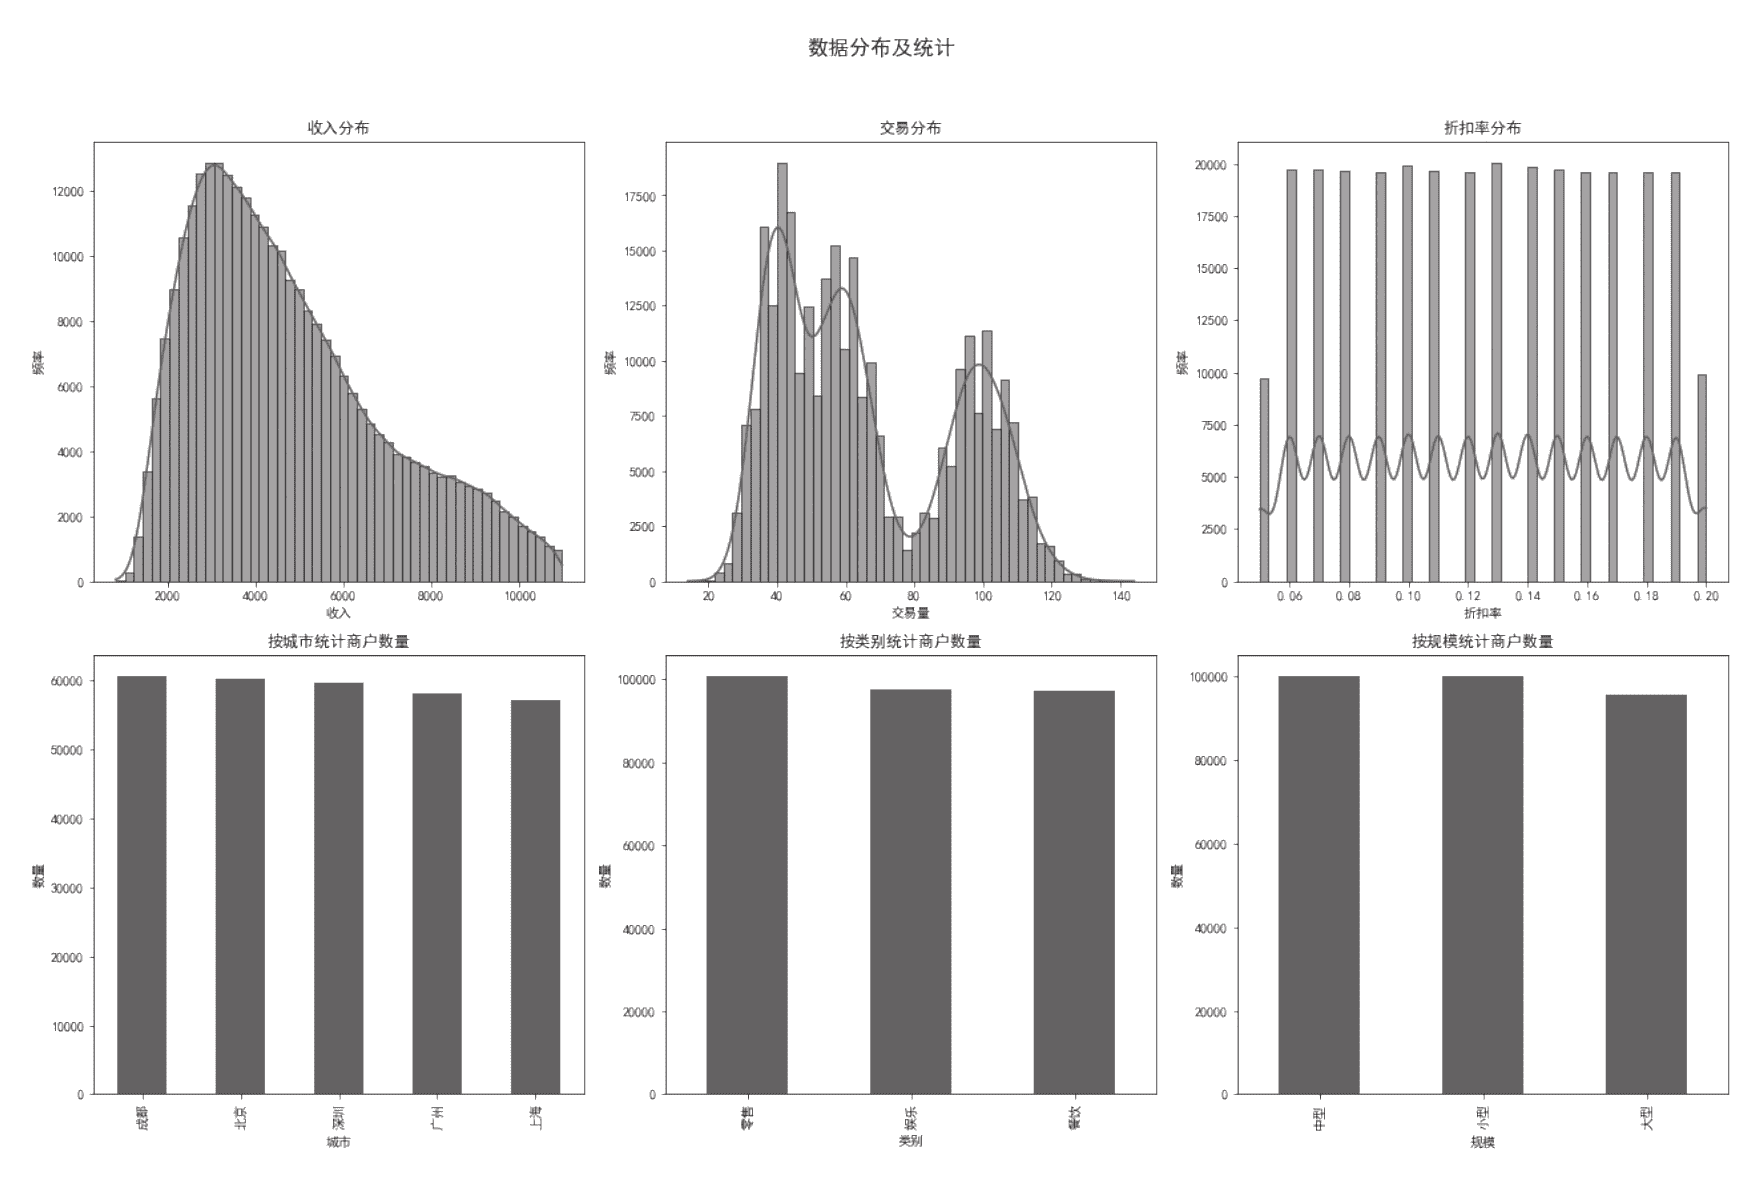 数据分布及统计
收入分布
12000
10000
8000
6000
4000
2000
0
频率
2000 4000 6000 8000 10000
收入
交易分布
17500
15000
12500
10000
7500
5000
2500
0
频率
20 40 60 80 100 120 140
交易量
折扣率分布
20000
17500
15000
12500
10000
7500
5000
2500
0
频率
0.06 0.08 0.10 0.12 0.14 0.16 0.18 0.20
折扣率
按城市统计商户数量
60000
50000
40000
30000
20000
10000
0
数量
成都 北京 深圳 广州 上海
城市
按类别统计商户数量
100000
80000
60000
40000
20000
0
数量
零售 娱乐 餐饮
类别
按规模统计商户数量
100000
80000
60000
40000
20000
0
数量
中型 小型 大型
规模